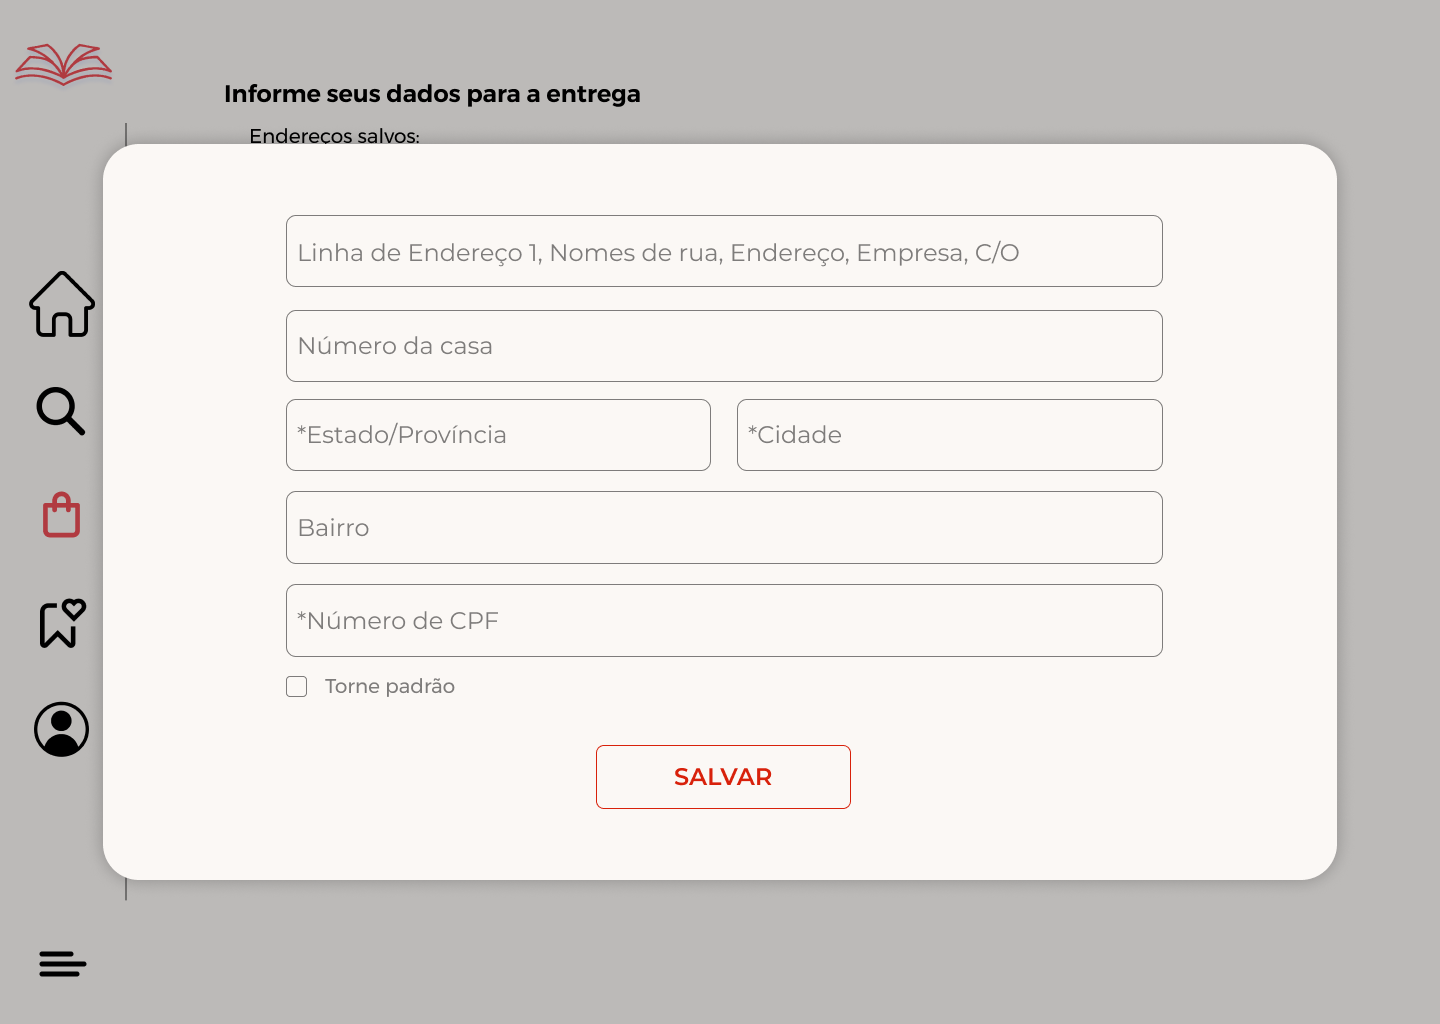 Informe seus dados para a entrega
Endereços salvos:
Linha de Endereço 1, Nomes de rua, Endereço, Empresa, C/O
Número da casa
*Estado/Província
*Cidade
Bairro
*Número de CPF
Torne padrão
SALVAR